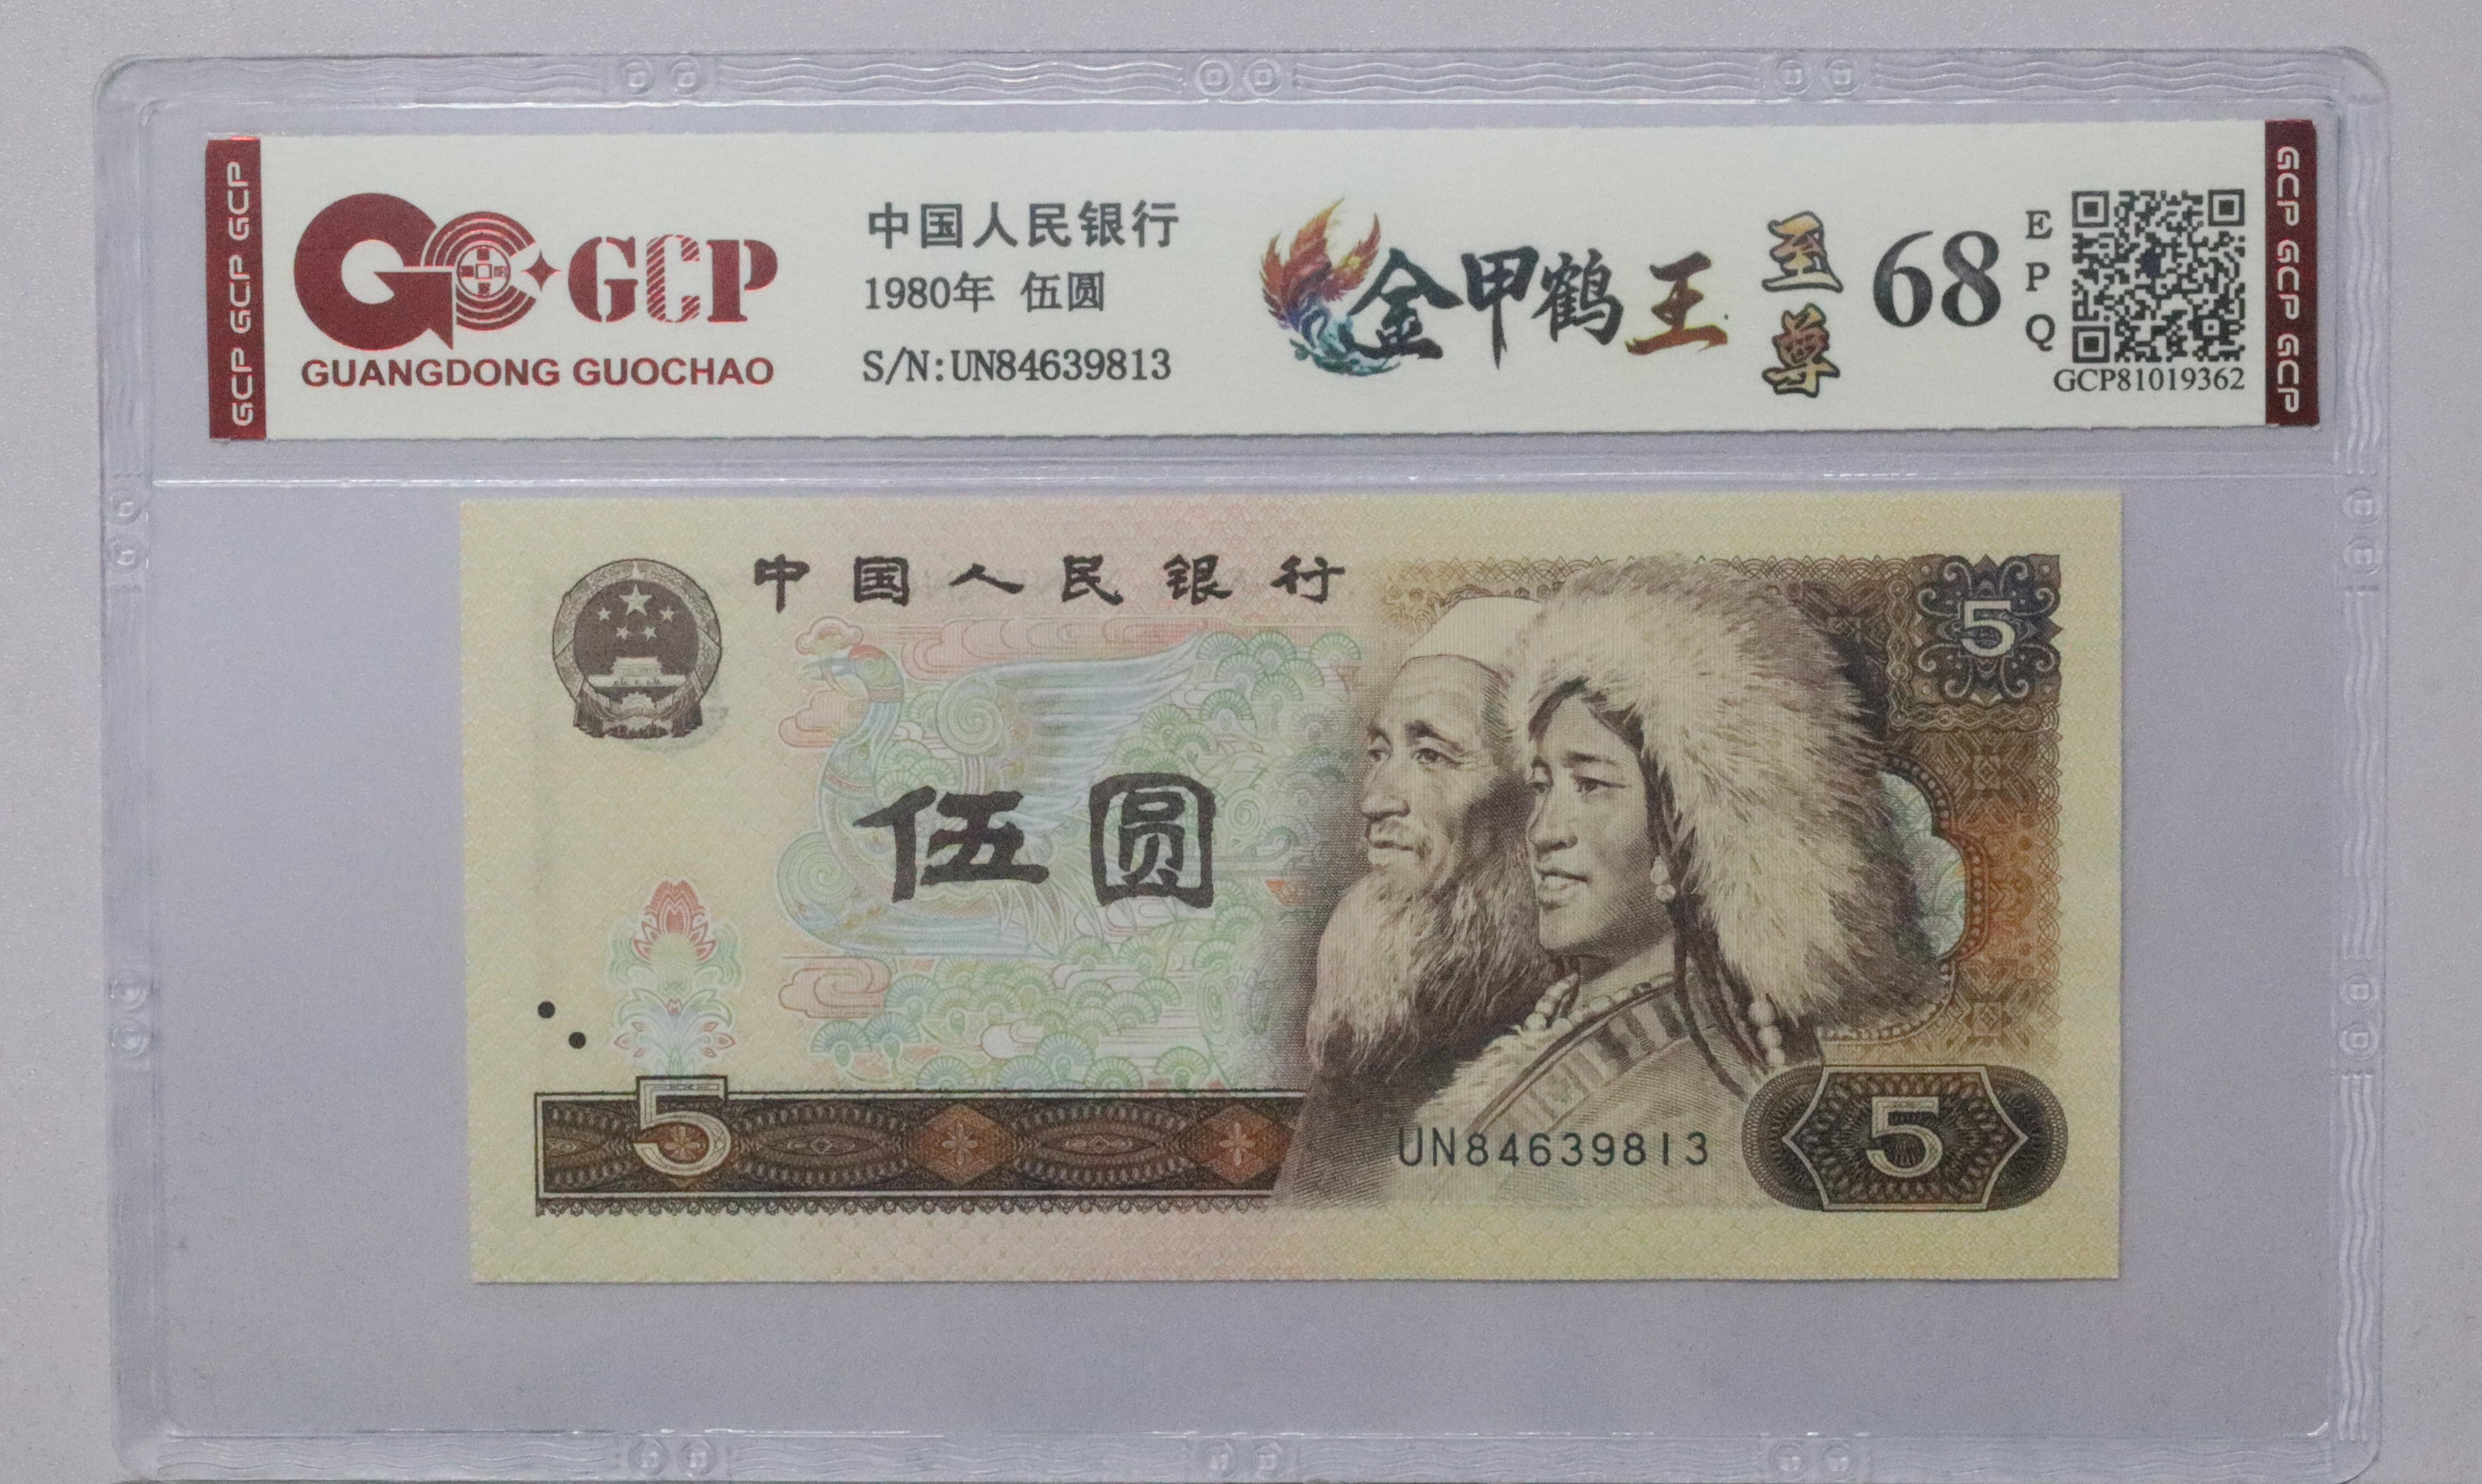 GCP GCP GCP
GCP
GUANGDONG GUOCHAO
中国人民银行
1980年 伍圆
S/N:UN84639813
金甲鹤王
至尊
68
EPQ
GCP81019362
GCP GCP GCP
中国人民银行
5
伍圆
5
UN84639813
5